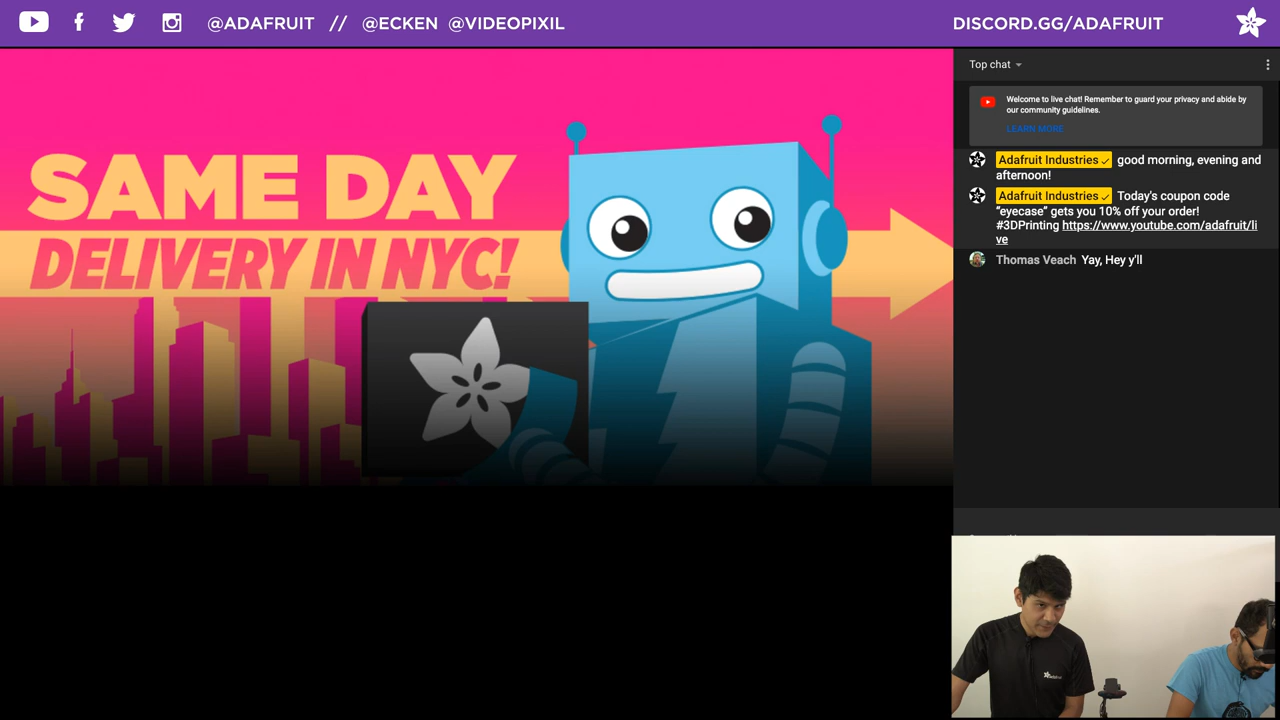 @ADAFRUIT // @ECKEN @VIDEOPIXIL
DISCORD.GG/ADAFRUIT
SAME DAY
DELIVERY IN NYC!
Top chat
Welcome to live chat! Remember to guard your privacy and abide by
our community guidelines.
LEARN MORE
Adafruit Industries good morning, evening and
afternoon!
Adafruit Industries Today's coupon code
"eyecase" gets you 10% off your order!
#3DPrinting https://www.youtube.com/adafruit/li
ve
Thomas Veach Yay, Hey y'll